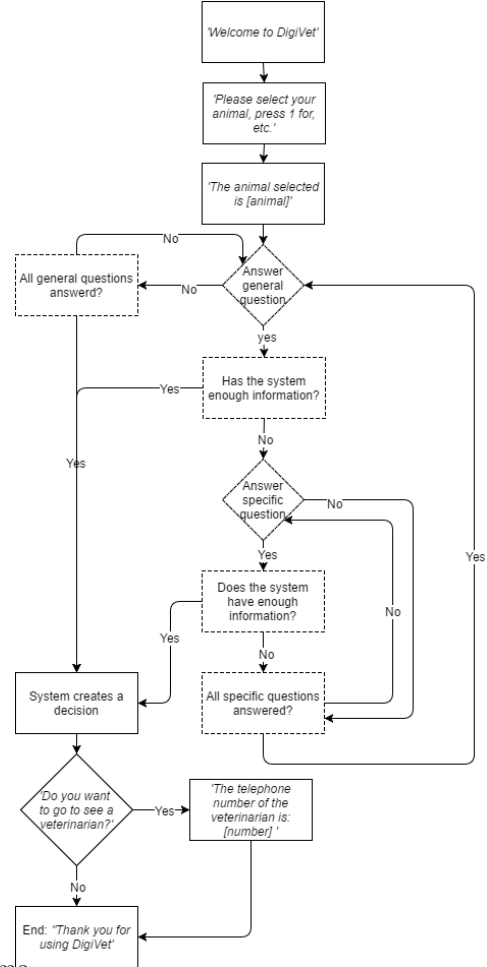 'Welcome to DigiVet'
'Please select your
animal, press 1 for,
etc.'
'The animal selected
is [animal]'
No
Answer
general
question
All general questions
answerd?
No
yes
Has the system
enough information?
Yes
No
Yes
Answer
specific
question
No
Yes
Yes
Does the system
have enough
information?
No
Yes
No
All specific questions
answered?
System creates a
decision
'Do you want
to go to see a
veterinarian?'
Yes
'The telephone
number of the
veterinarian is:
[number] '
No
End: "Thank you for
using DigiVet'